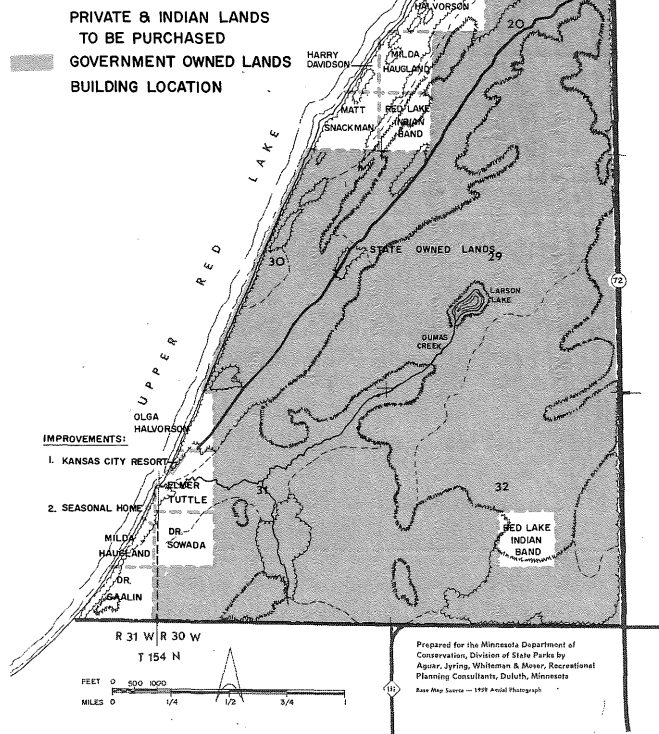 PRIVATE & INDIAN LANDS
TO BE PURCHASED
GOVERNMENT OWNED LANDS
BUILDING LOCATION
HALVORSON
20
HARRY
DAVIDSON
MILDA
HAUGLAND
MATT
SNACKMAN
RED LAKE
INDIAN
BAND
UPPER RED LAKE
30
STATE OWNED LANDS
29
72
LARSON
LAKE
DUMAS
CREEK
OLGA
HALVORSON
IMPROVEMENTS:
1. KANSAS CITY RESORT
ELMER
TUTTLE
31
32
2. SEASONAL HOME
DR.
SOWADA
RED LAKE
INDIAN
BAND
MILDA
HAUGLAND
DR.
GAALIN
R 31 W R 30 W
T 154 N
FEET 0 500 1000
MILES 0 1/4 1/2 3/4 1
Prepared for the Minnesota Department of
Conservation, Division of State Parks by
Aguar, Jyring, Whiteman & Moser, Recreational
Planning Consultants, Duluth, Minnesota
Base Map Source — 1959 Aerial Photograph